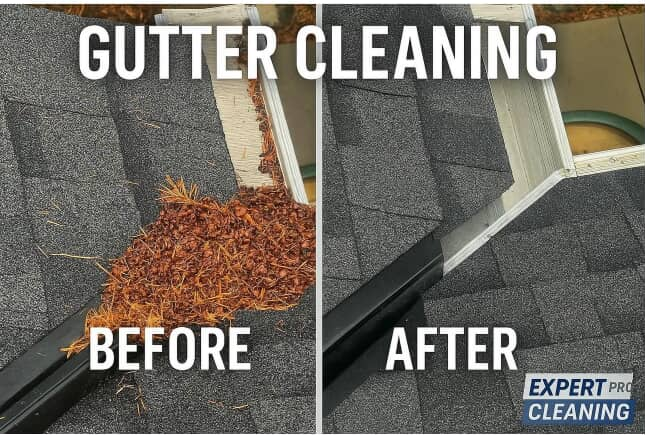 GUTTER CLEANING
BEFORE
AFTER
EXPERT PRO
CLEANING